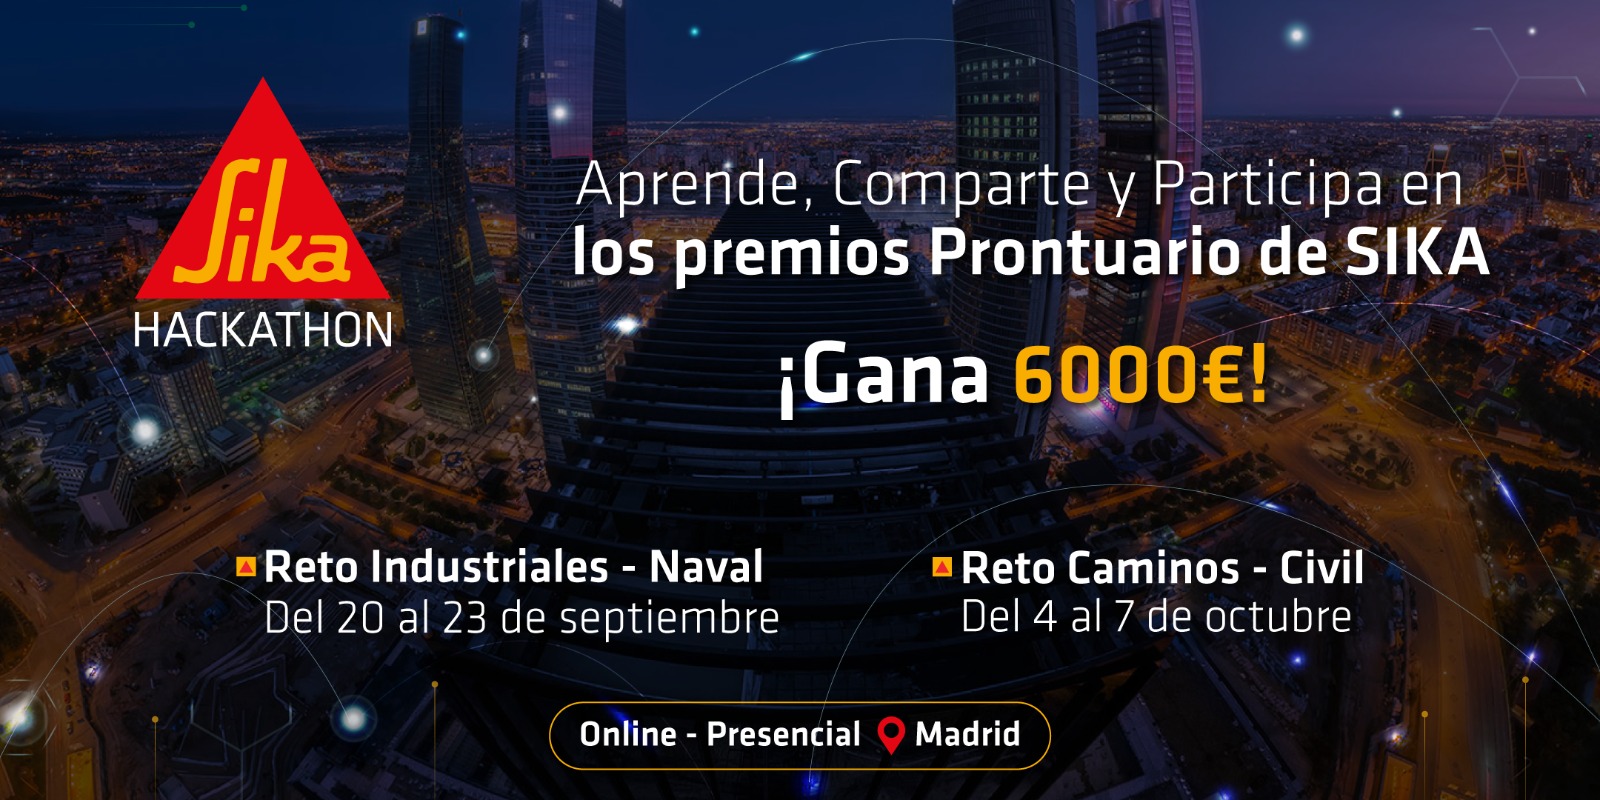 Sika
HACKATHON
Aprende, Comparte y Participa en
los premios Prontuario de SIKA
¡Gana 6000€!
Reto Industriales - Naval
Del 20 al 23 de septiembre
Reto Caminos - Civil
Del 4 al 7 de octubre
Online - Presencial Madrid